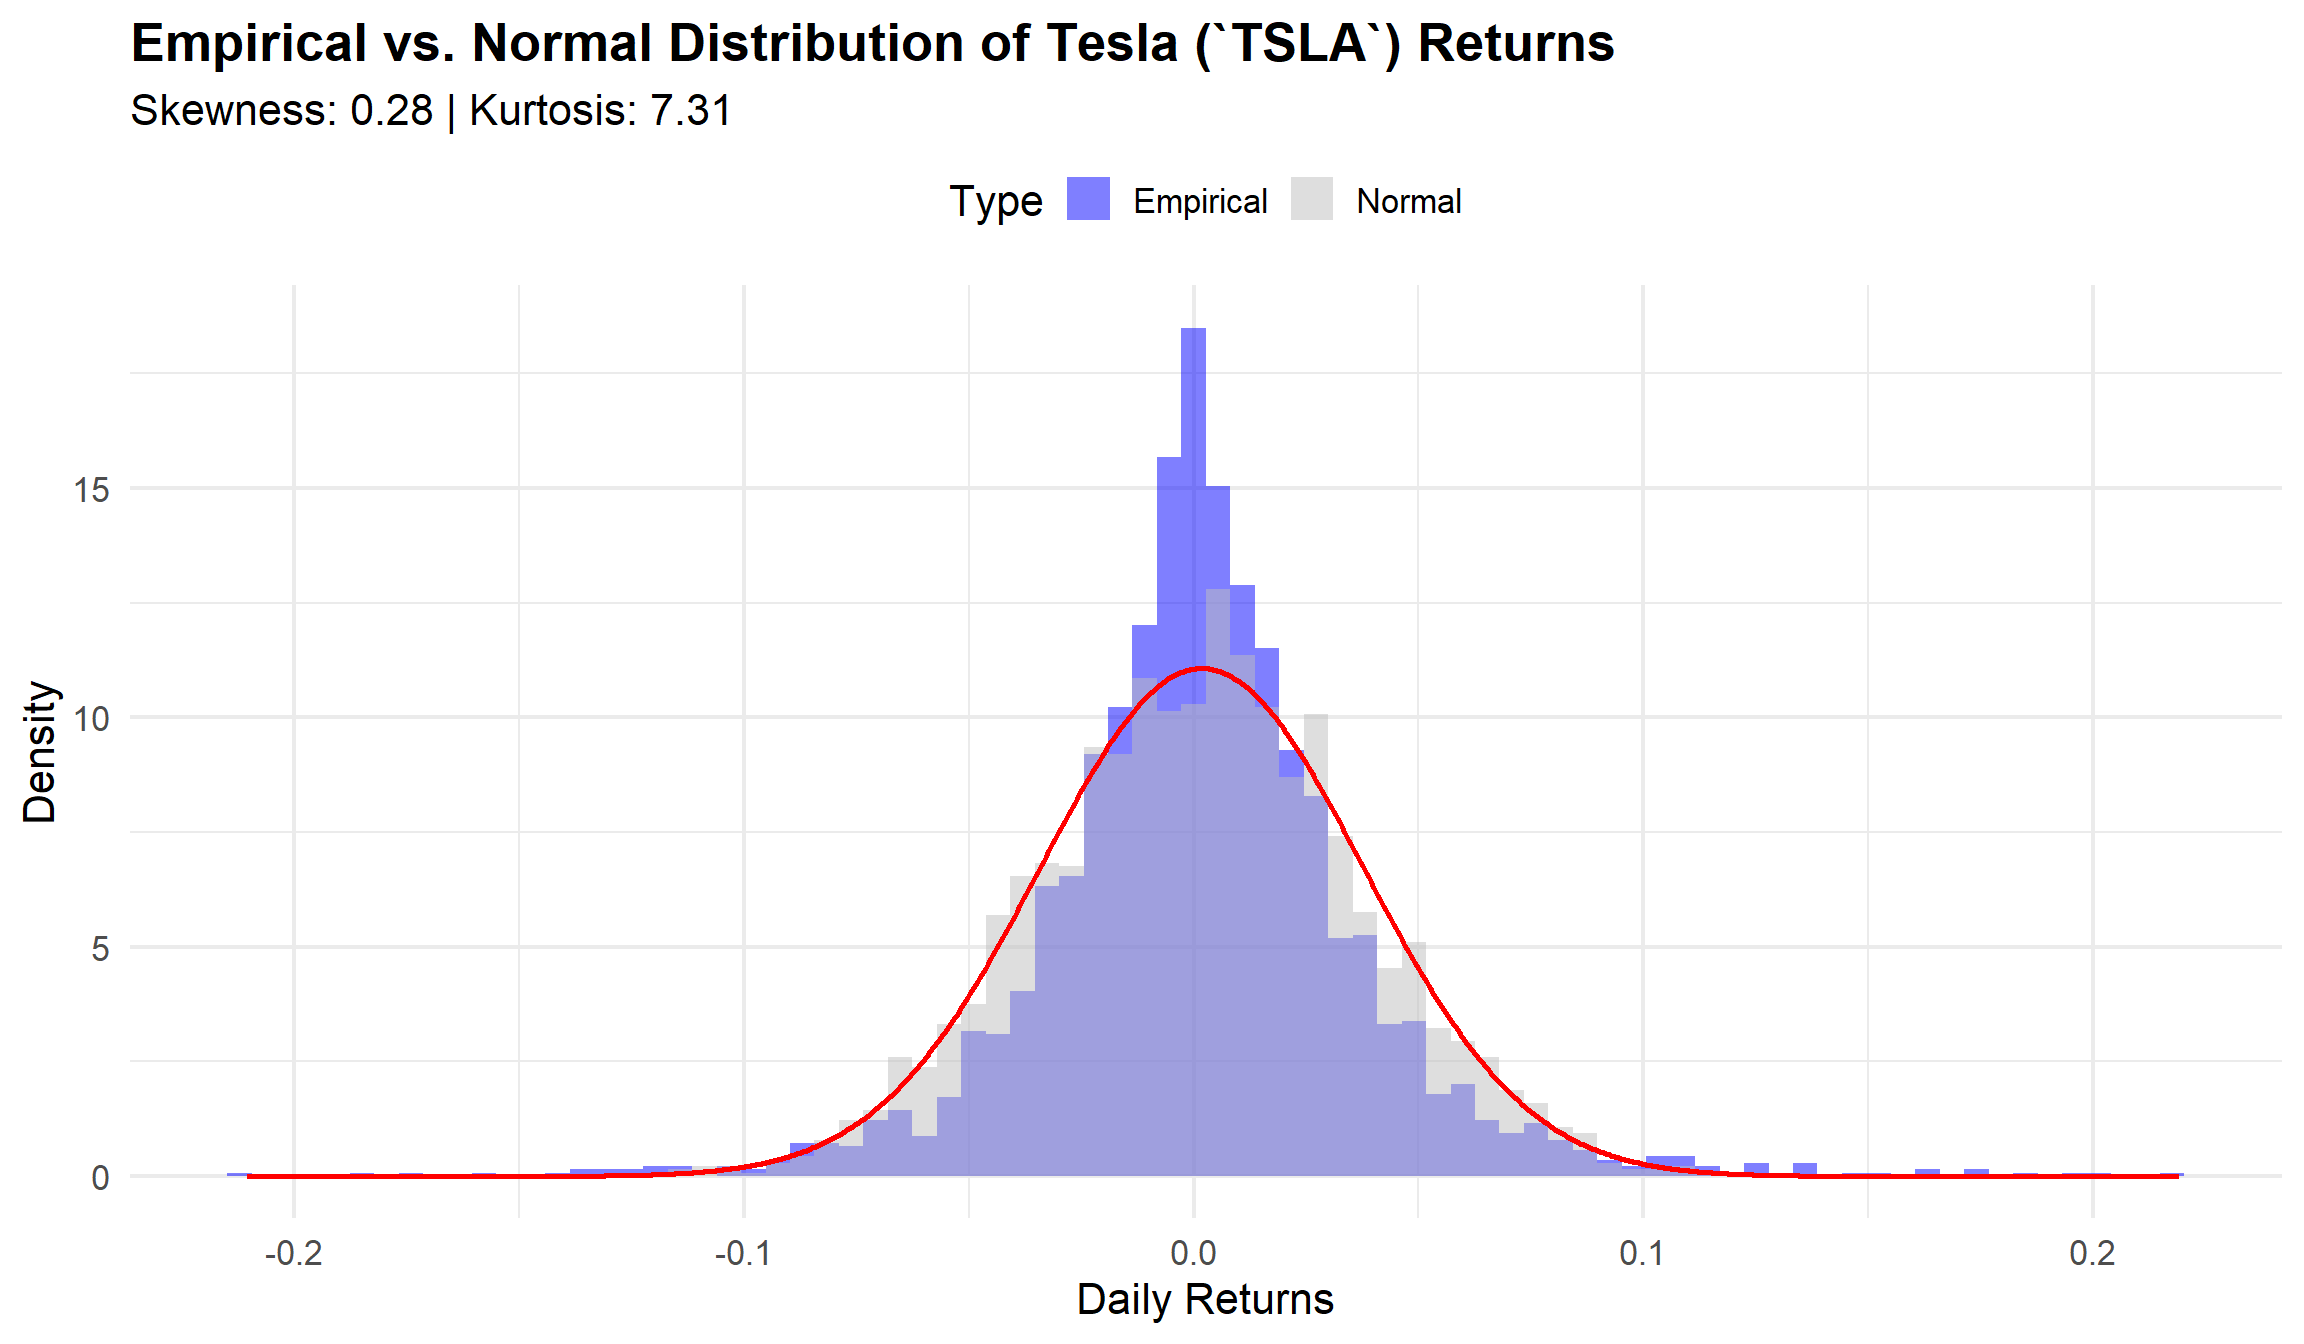 Empirical vs. Normal Distribution of Tesla (`TSLA`) Returns
Skewness: 0.28 | Kurtosis: 7.31
Type Empirical Normal
15
10
5
0
Density
-0.2 -0.1 0.0 0.1 0.2
Daily Returns